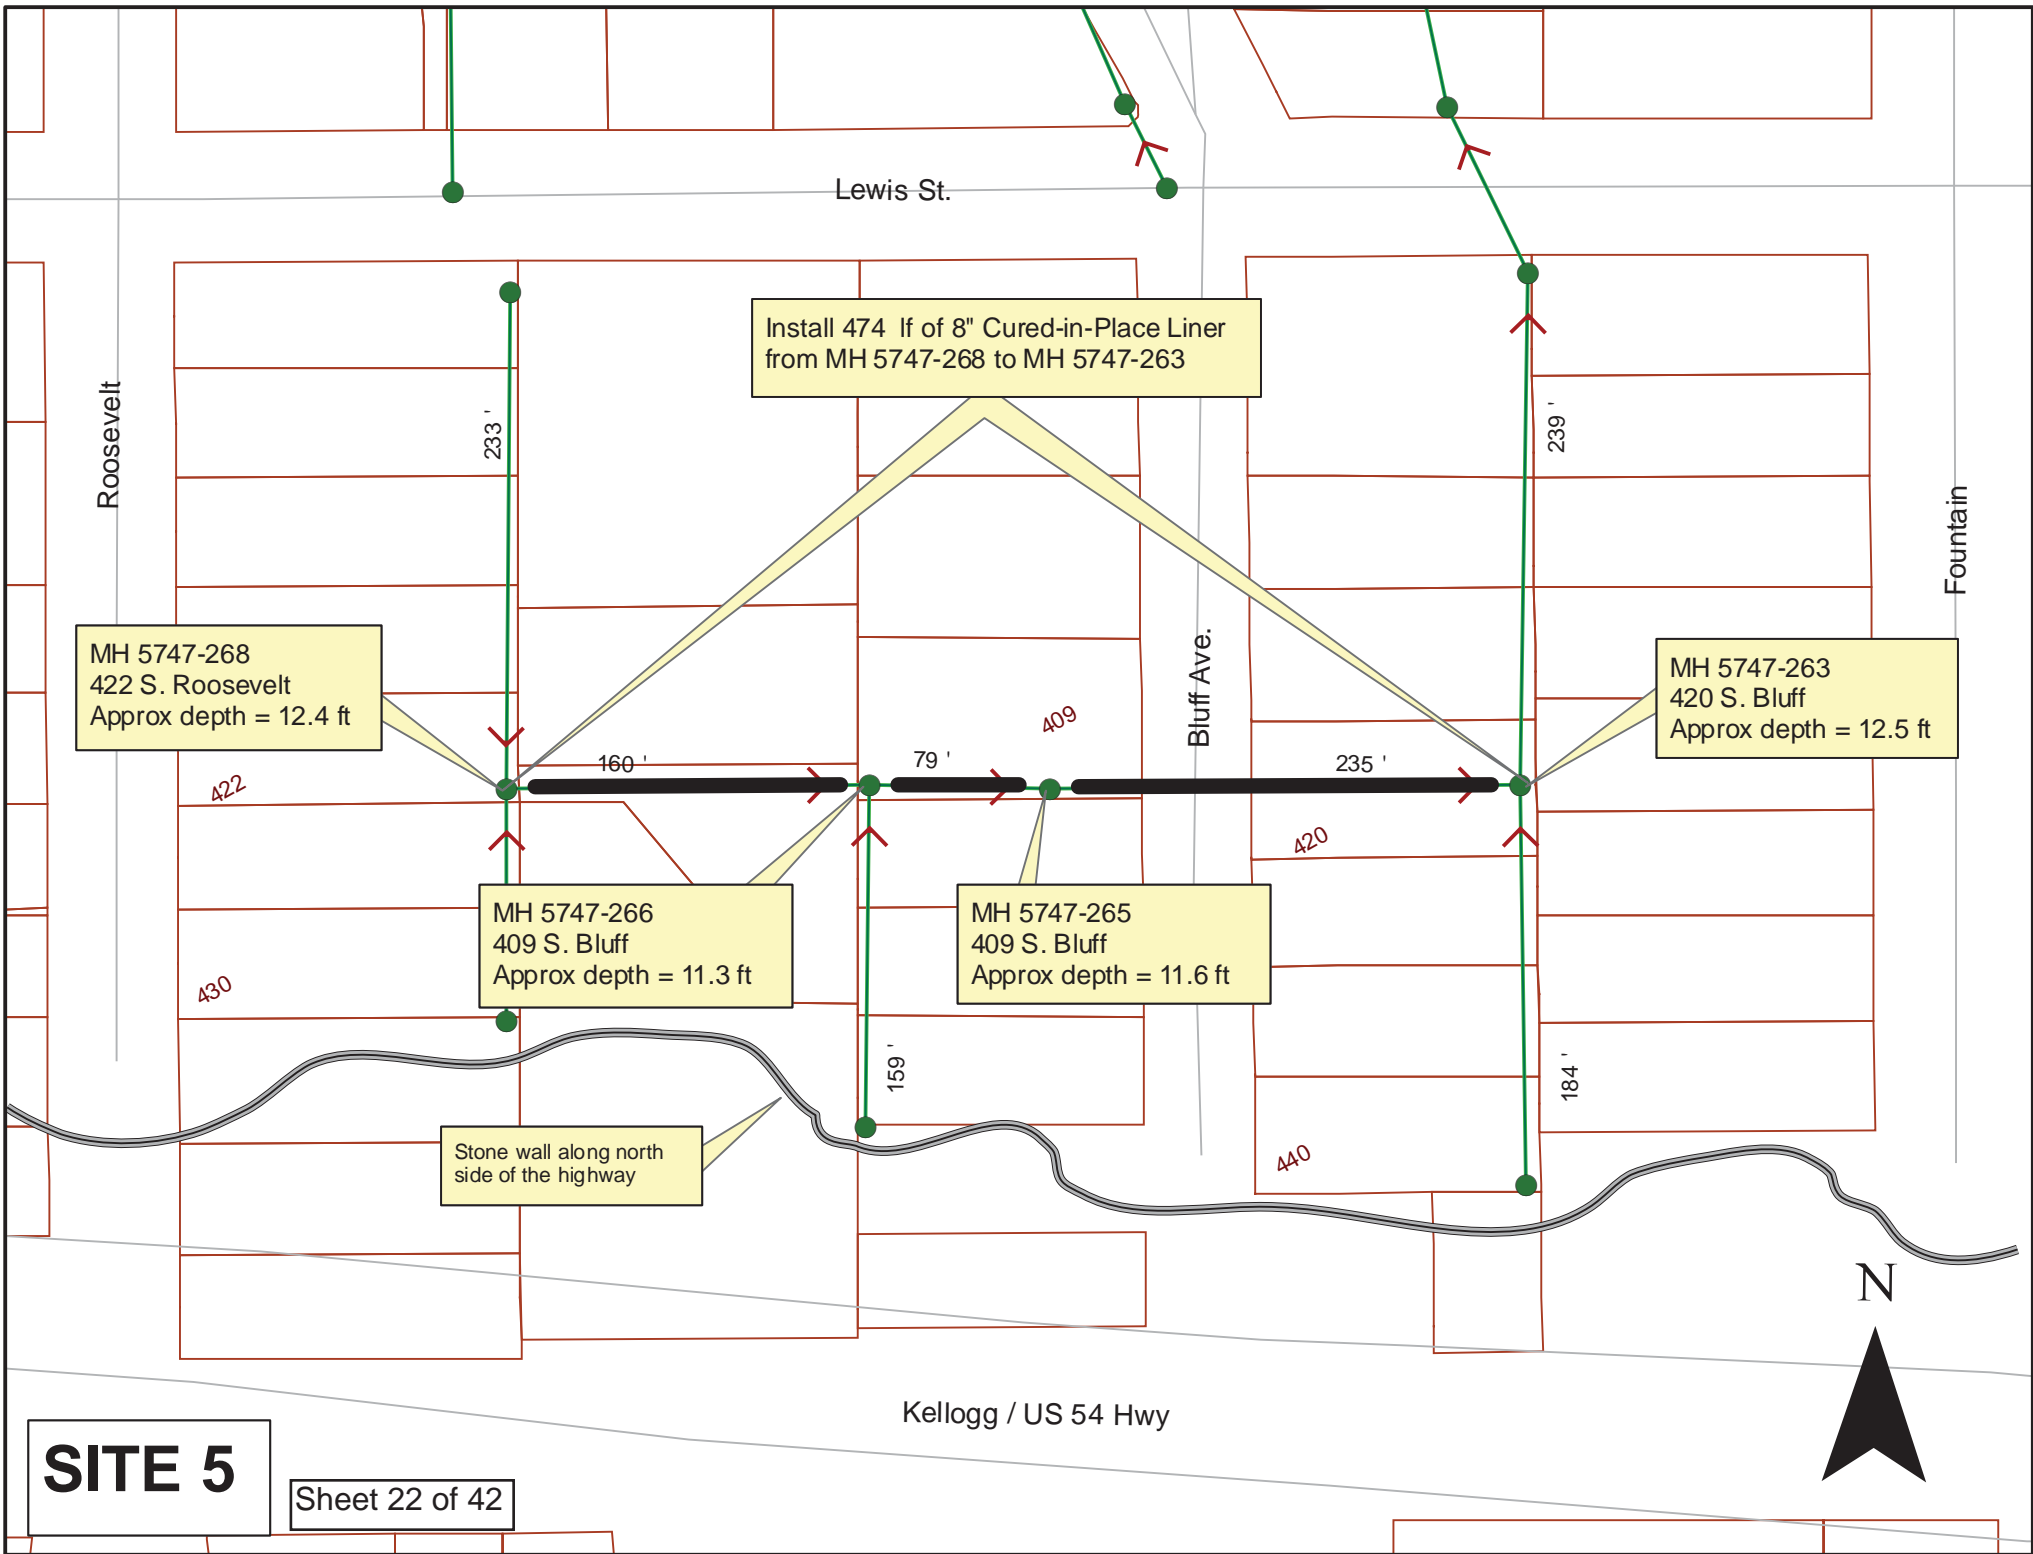 Lewis St.
Install 474 lf of 8" Cured-in-Place Liner
from MH 5747-268 to MH 5747-263
Roosevelt
233 '
239 '
Fountain
MH 5747-268
422 S. Roosevelt
Approx depth = 12.4 ft
Bluff Ave.
MH 5747-263
420 S. Bluff
Approx depth = 12.5 ft
409
160 '
79 '
235 '
422
420
MH 5747-266
409 S. Bluff
Approx depth = 11.3 ft
MH 5747-265
409 S. Bluff
Approx depth = 11.6 ft
430
159 '
184 '
Stone wall along north
side of the highway
440
N
Kellogg / US 54 Hwy
SITE 5
Sheet 22 of 42